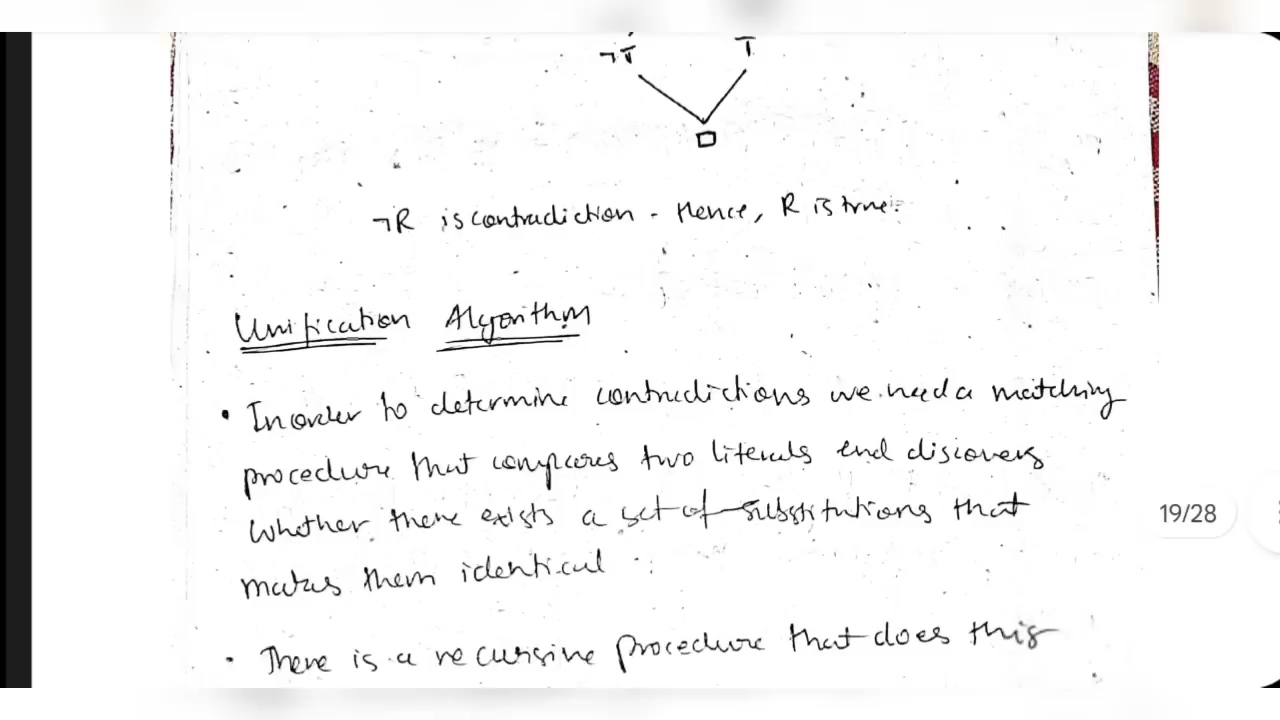 ¬T T
□
¬R is contradiction - Hence, R is true.
Unification Algorithm
• Inorder to determine contradictions we need a matching
procedure that compares two literals and discovers
whether there exists a set of substitutions that
makes them identical
19/28
• There is a recursive procedure that does this